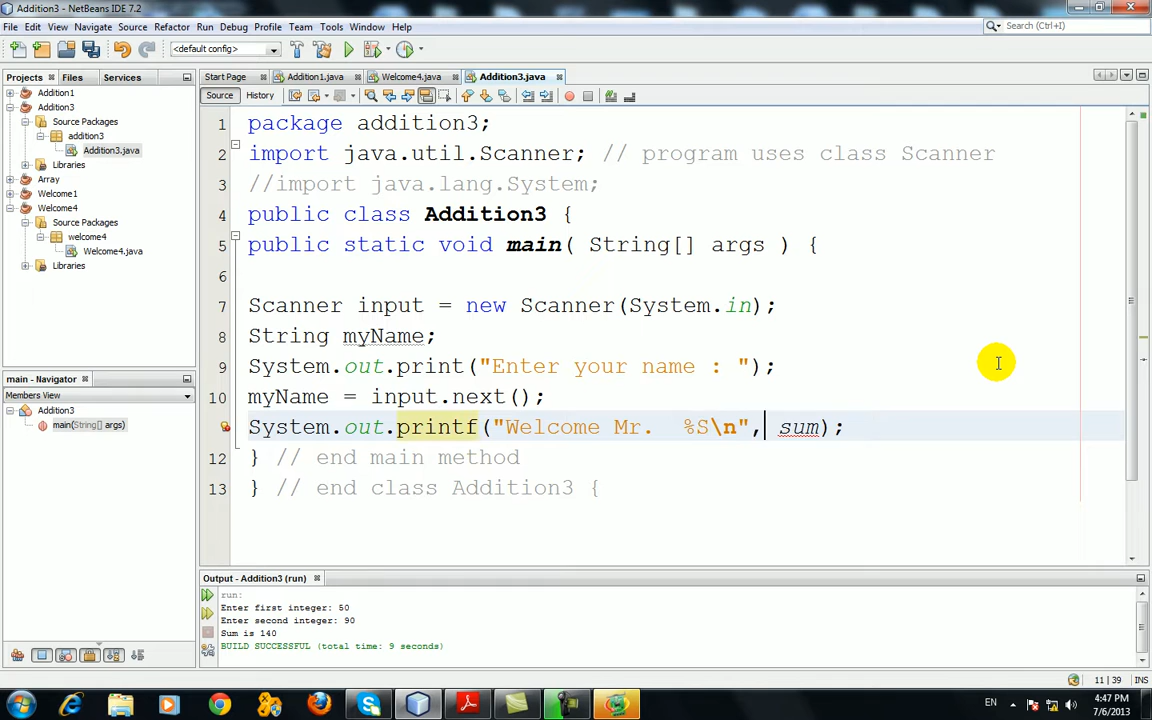 Addition3 - NetBeans IDE 7.2
File Edit View Navigate Source Refactor Run Debug Profile Team Tools Window Help
Search (Ctrl+I)
<default config>
Projects Files Services
Start Page Addition1.java Welcome4.java Addition3.java
Source History
Addition1
Addition3
Source Packages
addition3
Addition3.java
Libraries
Array
Welcome1
Welcome4
Source Packages
welcome4
Welcome4.java
Libraries
main - Navigator
Members View
Addition3
main(String[] args)
1 package addition3;
2 import java.util.Scanner; // program uses class Scanner
3 //import java.lang.System;
4 public class Addition3 {
5 public static void main( String[] args ) {
6
7 Scanner input = new Scanner(System.in);
8 String myName;
9 System.out.print("Enter your name : ");
10 myName = input.next();
System.out.printf("Welcome Mr.  %S\n", sum);
12 } // end main method
13 } // end class Addition3 {
Output - Addition3 (run)
run:
Enter first integer: 50
Enter second integer: 90
Sum is 140
BUILD SUCCESSFUL (total time: 9 seconds)
11 | 39 INS
EN
4:47 PM
7/6/2013